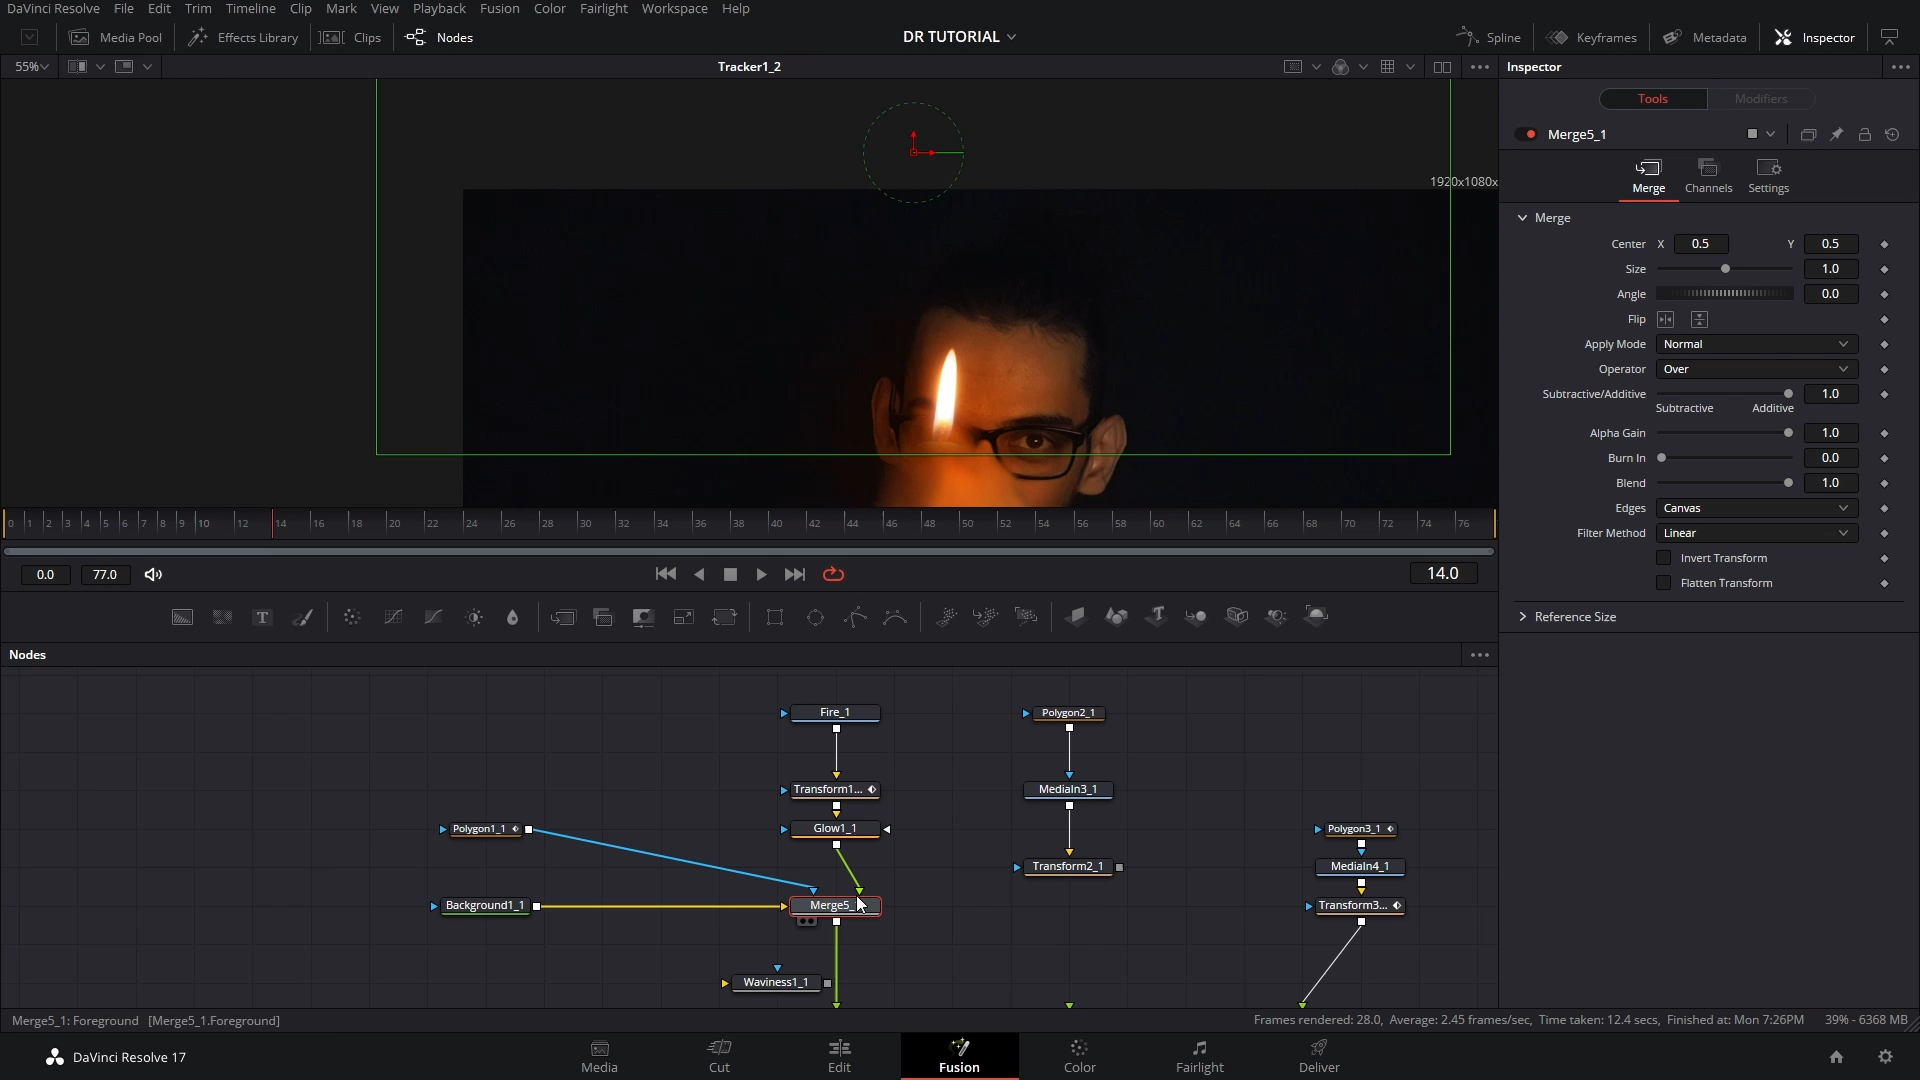 DaVinci Resolve File Edit Trim Timeline Clip Mark View Playback Fusion Color Fairlight Workspace Help
Media Pool Effects Library Clips Nodes DR TUTORIAL Spline Keyframes Metadata Inspector
55% Tracker1_2 Inspector
Tools Modifiers
Merge5_1
1920x1080x
Merge Channels Settings
Merge
Center X 0.5 Y 0.5
Size 1.0
Angle 0.0
Flip
Apply Mode Normal
Operator Over
Subtractive/Additive 1.0
Subtractive Additive
Alpha Gain 1.0
Burn In 0.0
Blend 1.0
Edges Canvas
Filter Method Linear
Invert Transform
Flatten Transform
Reference Size
0 1 2 3 4 5 6 7 8 9 10 12 14 16 18 20 22 24 26 28 30 32 34 36 38 40 42 44 46 48 50 52 54 56 58 60 62 64 66 68 70 72 74 76
0.0 77.0 14.0
T T
Nodes
Fire_1 Polygon2_1
Transform1... MediaIn3_1
Polygon1_1 Glow1_1 Polygon3_1
Transform2_1 MediaIn4_1
Background1_1 Merge5_ Transform3...
Waviness1_1
Merge5_1: Foreground [Merge5_1.Foreground] Frames rendered: 28.0, Average: 2.45 frames/sec, Time taken: 12.4 secs, Finished at: Mon 7:26PM 39% - 6368 MB
DaVinci Resolve 17 Media Cut Edit Fusion Color Fairlight Deliver